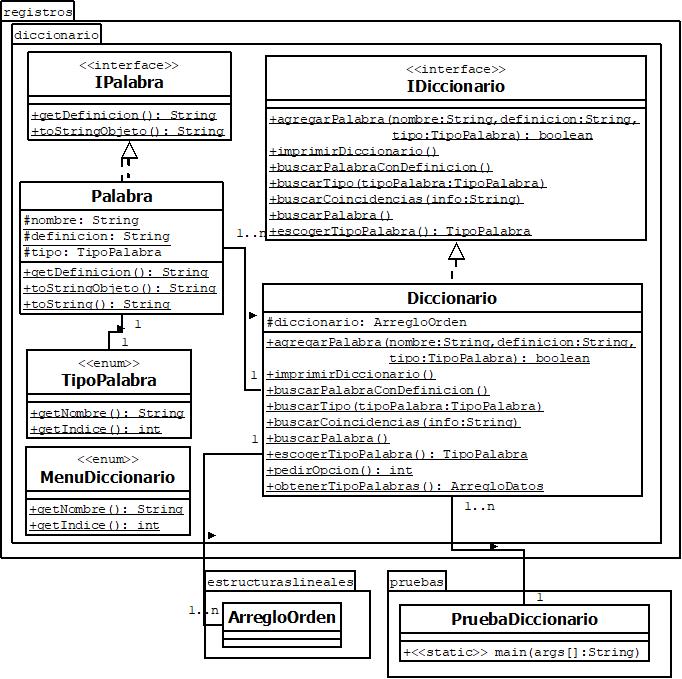 registros
diccionario
<<interface>>
IPalabra
+getDefinicion(): String
+toStringObjeto(): String
<<interface>>
IDiccionario
+agregarPalabra(nombre:String,definicion:String,
tipo:TipoPalabra): boolean
+imprimirDiccionario()
+buscarPalabraConDefinicion()
+buscarTipo(tipoPalabra:TipoPalabra)
+buscarCoincidencias(info:String)
+buscarPalabra()
+escogerTipoPalabra(): TipoPalabra
Palabra
#nombre: String
#definicion: String
#tipo: TipoPalabra
+getDefinicion(): String
+toStringObjeto(): String
+toString(): String
1..n
1
1
1
<<enum>>
TipoPalabra
+getNombre(): String
+getIndice(): int
<<enum>>
MenuDiccionario
+getNombre(): String
+getIndice(): int
Diccionario
#diccionario: ArregloOrden
+agregarPalabra(nombre:String,definicion:String,
tipo:TipoPalabra): boolean
+imprimirDiccionario()
+buscarPalabraConDefinicion()
+buscarTipo(tipoPalabra:TipoPalabra)
+buscarCoincidencias(info:String)
+buscarPalabra()
+escogerTipoPalabra(): TipoPalabra
+pedirOpcion(): int
+obtenerTipoPalabras(): ArregloDatos
1
1..n
estructuraslineales
1..n
ArregloOrden
pruebas
1
PruebaDiccionario
+<<static>> main(args[]:String)